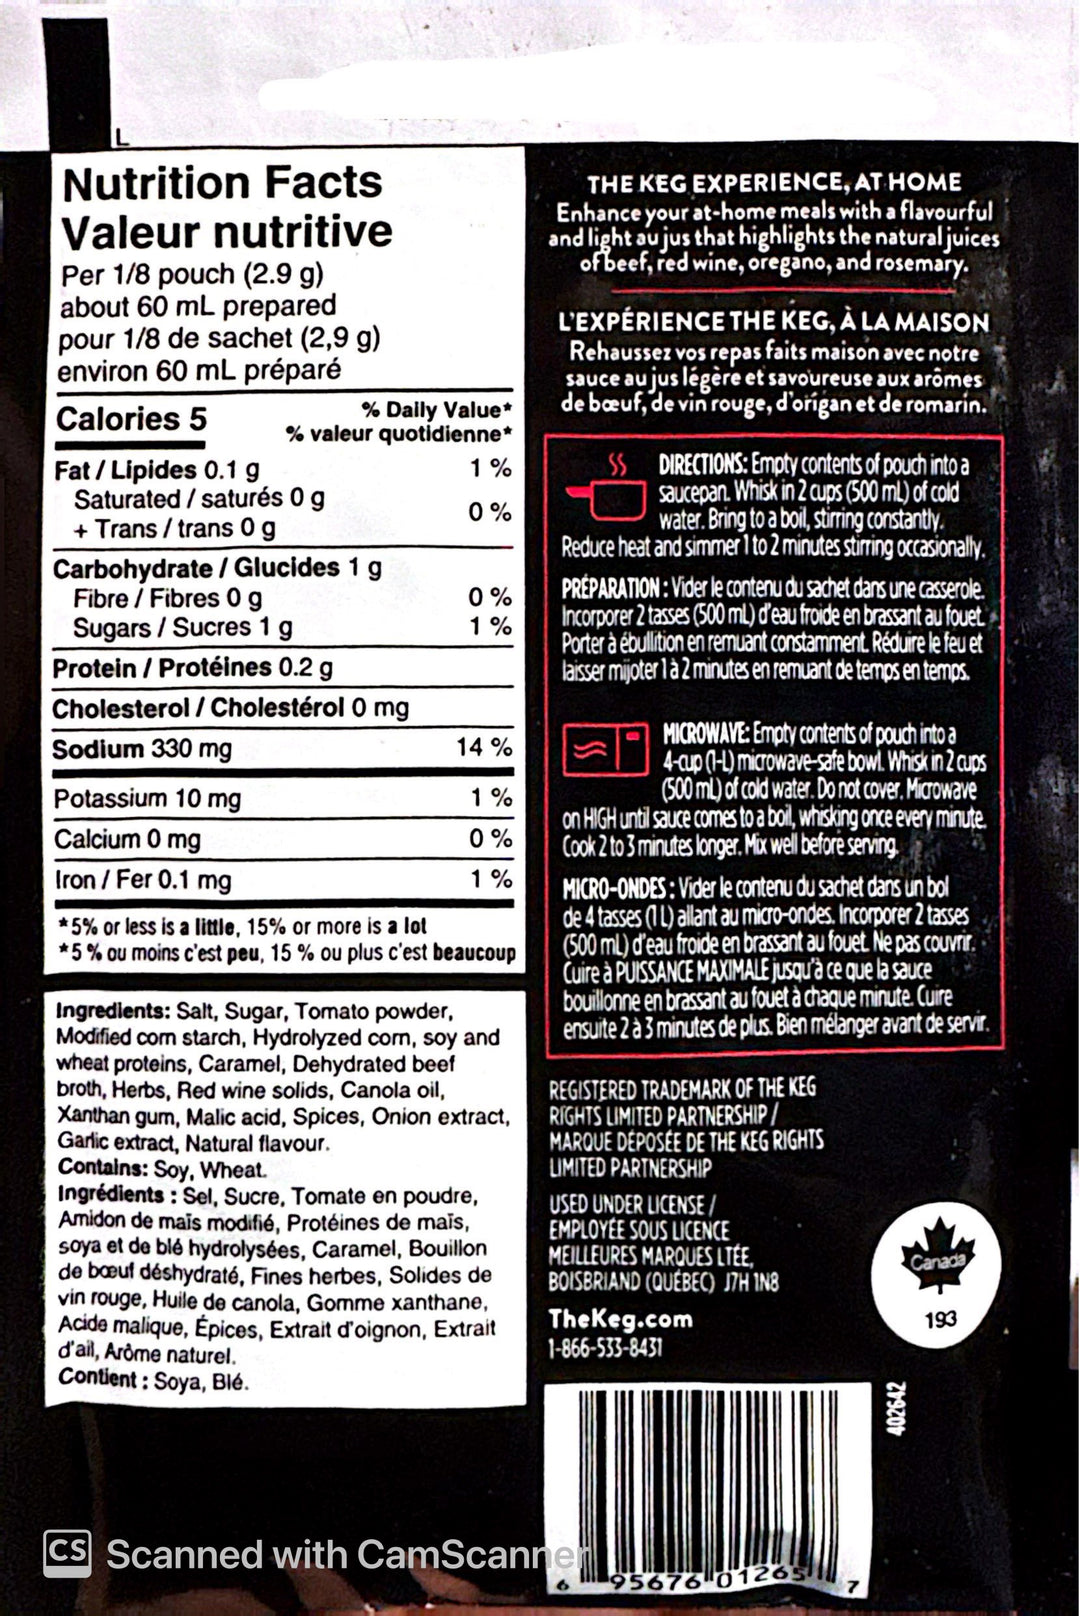 L
Nutrition Facts
Valeur nutritive
Per 1/8 pouch (2.9 g)
about 60 mL prepared
pour 1/8 de sachet (2,9 g)
environ 60 mL préparé
Calories 5
% Daily Value*
% valeur quotidienne*
Fat / Lipides 0.1 g 1 %
Saturated / saturés 0 g
+ Trans / trans 0 g 0 %
Carbohydrate / Glucides 1 g
Fibre / Fibres 0 g 0 %
Sugars / Sucres 1 g 1 %
Protein / Protéines 0.2 g
Cholesterol / Cholestérol 0 mg
Sodium 330 mg 14 %
Potassium 10 mg 1 %
Calcium 0 mg 0 %
Iron / Fer 0.1 mg 1 %
*5% or less is a little, 15% or more is a lot
*5 % ou moins c'est peu, 15 % ou plus c'est beaucoup
Ingredients: Salt, Sugar, Tomato powder,
Modified corn starch, Hydrolyzed corn, soy and
wheat proteins, Caramel, Dehydrated beef
broth, Herbs, Red wine solids, Canola oil,
Xanthan gum, Malic acid, Spices, Onion extract,
Garlic extract, Natural flavour.
Contains: Soy, Wheat.
Ingrédients : Sel, Sucre, Tomate en poudre,
Amidon de maïs modifié, Protéines de maïs,
soya et de blé hydrolysées, Caramel, Bouillon
de bœuf déshydraté, Fines herbes, Solides de
vin rouge, Huile de canola, Gomme xanthane,
Acide malique, Épices, Extrait d'oignon, Extrait
d'ail, Arôme naturel.
Contient : Soya, Blé.
THE KEG EXPERIENCE, AT HOME
Enhance your at-home meals with a flavourful
and light au jus that highlights the natural juices
of beef, red wine, oregano, and rosemary.
L'EXPÉRIENCE THE KEG, À LA MAISON
Rehaussez vos repas faits maison avec notre
sauce au jus légère et savoureuse aux arômes
de bœuf, de vin rouge, d'origan et de romarin.
DIRECTIONS: Empty contents of pouch into a
saucepan. Whisk in 2 cups (500 mL) of cold
water. Bring to a boil, stirring constantly.
Reduce heat and simmer 1 to 2 minutes stirring occasionally.
PRÉPARATION : Vider le contenu du sachet dans une casserole.
Incorporer 2 tasses (500 mL) d'eau froide en brassant au fouet.
Porter à ébullition en remuant constamment. Réduire le feu et
laisser mijoter 1 à 2 minutes en remuant de temps en temps.
MICROWAVE: Empty contents of pouch into a
4-cup (1-L) microwave-safe bowl. Whisk in 2 cups
(500 mL) of cold water. Do not cover. Microwave
on HIGH until sauce comes to a boil, whisking once every minute.
Cook 2 to 3 minutes longer. Mix well before serving.
MICRO-ONDES : Vider le contenu du sachet dans un bol
de 4 tasses (1 L) allant au micro-ondes. Incorporer 2 tasses
(500 mL) d'eau froide en brassant au fouet. Ne pas couvrir.
Cuire à PUISSANCE MAXIMALE jusqu'à ce que la sauce
bouillonne en brassant au fouet à chaque minute. Cuire
ensuite 2 à 3 minutes de plus. Bien mélanger avant de servir.
REGISTERED TRADEMARK OF THE KEG
RIGHTS LIMITED PARTNERSHIP /
MARQUE DÉPOSÉE DE THE KEG RIGHTS
LIMITED PARTNERSHIP
USED UNDER LICENSE /
EMPLOYÉE SOUS LICENCE
MEILLEURES MARQUES LTÉE,
BOISBRIAND (QUÉBEC) J7H 1N8
TheKeg.com
1-866-533-8431
Canada
193
402642
6 95676 01265 7
CS Scanned with CamScanner